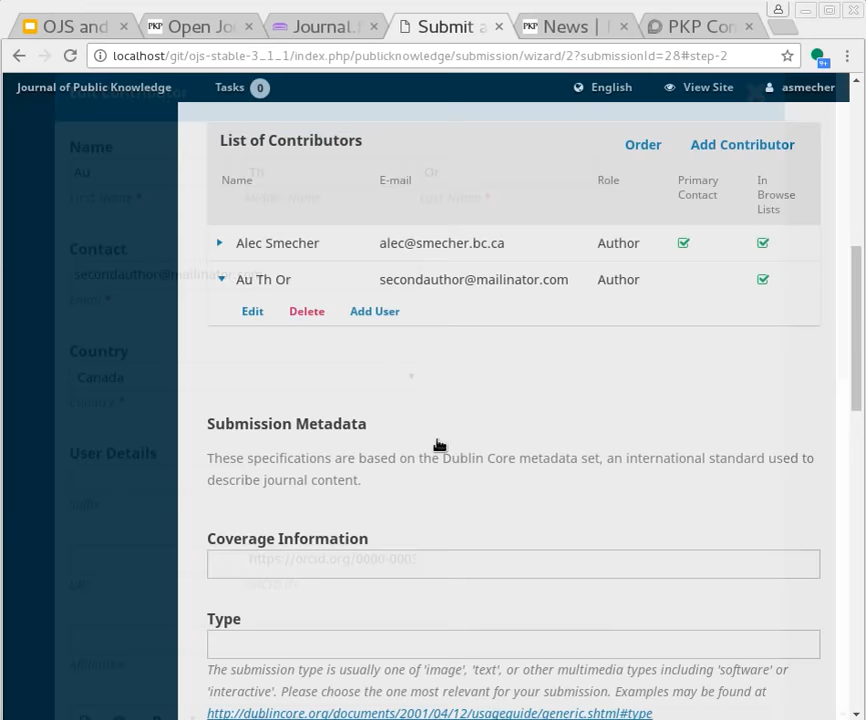 OJS and
Open Jo
Journal.
Submit
News |
PKP Con
localhost/git/ojs-stable-3_1_1/index.php/publicknowledge/submission/wizard/2?submissionId=28#step-2
9+
Journal of Public Knowledge
Tasks 0
English
View Site
asmecher
List of Contributors
Order
Add Contributor
Name
E-mail
Role
Primary Contact
In Browse Lists
Alec Smecher
alec@smecher.bc.ca
Author
Au Th Or
secondauthor@mailinator.com
Author
Edit
Delete
Add User
Name
Au
Th
Or
First Name *
Middle Name
Last Name *
Contact
secondauthor@mailinator.com
Email *
Country
Canada
Country *
User Details
Suffix
https://orcid.org/0000-000
Affiliation
Submission Metadata
These specifications are based on the Dublin Core metadata set, an international standard used to
describe journal content.
Coverage Information
Type
The submission type is usually one of 'image', 'text', or other multimedia types including 'software' or
'interactive'. Please choose the one most relevant for your submission. Examples may be found at
http://dublincore.org/documents/2001/04/12/usageguide/generic.shtml#type